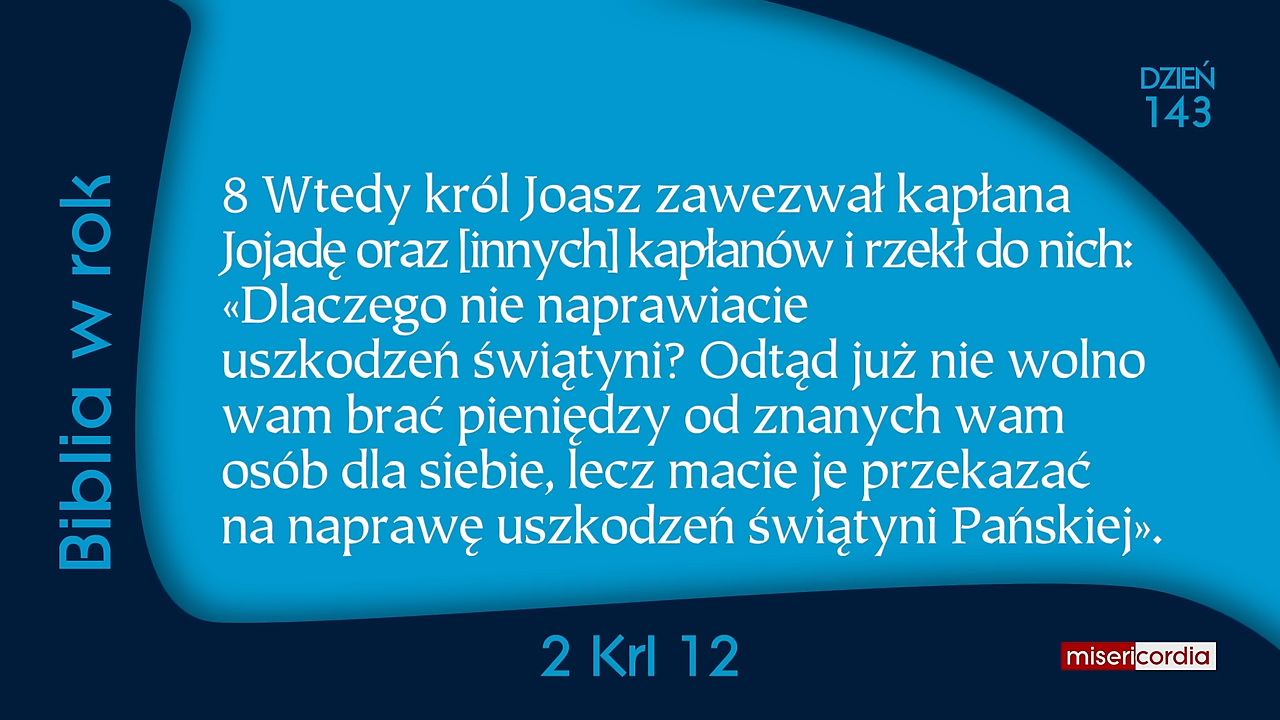 DZIEŃ
143
Biblia w rok
8 Wtedy król Joasz zawezwał kapłana
Jojadę oraz [innych] kapłanów i rzekł do nich:
«Dlaczego nie naprawiacie
uszkodzeń świątyni? Odtąd już nie wolno
wam brać pieniędzy od znanych wam
osób dla siebie, lecz macie je przekazać
na naprawę uszkodzeń świątyni Pańskiej».
2 Krl 12
misericordia